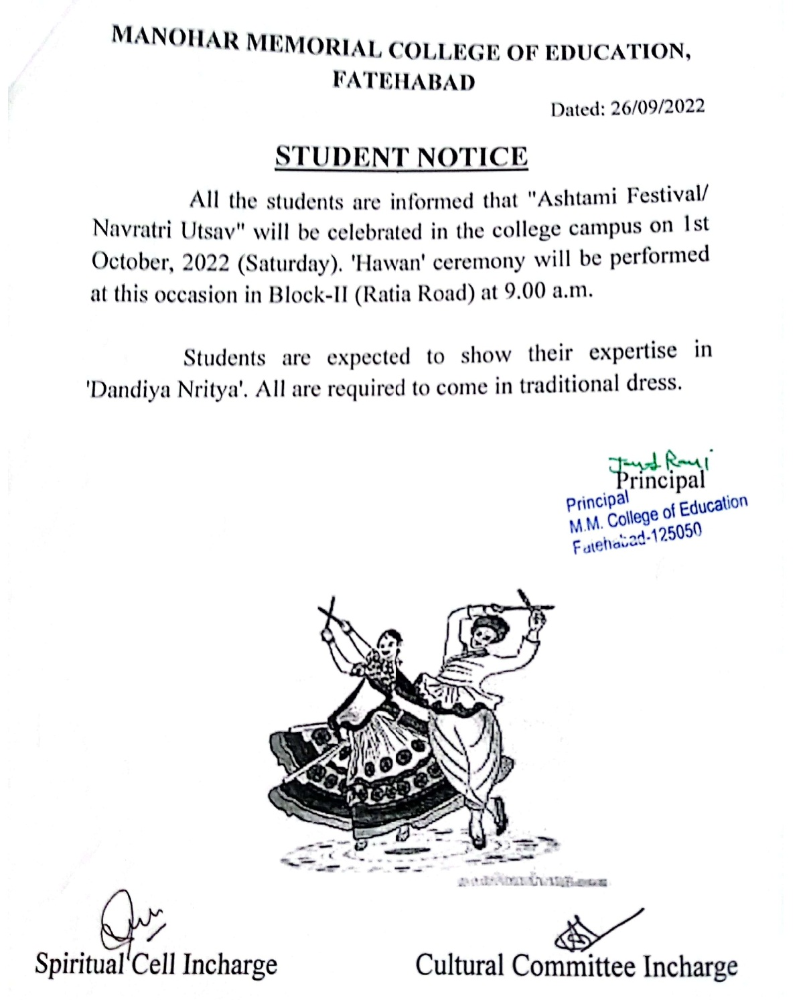 MANOHAR MEMORIAL COLLEGE OF EDUCATION,
FATEHABAD
Dated: 26/09/2022
STUDENT NOTICE
All the students are informed that "Ashtami Festival/
Navratri Utsav" will be celebrated in the college campus on 1st
October, 2022 (Saturday). 'Hawan' ceremony will be performed
at this occasion in Block-II (Ratia Road) at 9.00 a.m.
Students are expected to show their expertise in
'Dandiya Nritya'. All are required to come in traditional dress.
Principal
Principal
M.M. College of Education
Fatehabad-125050
Spiritual Cell Incharge
Cultural Committee Incharge